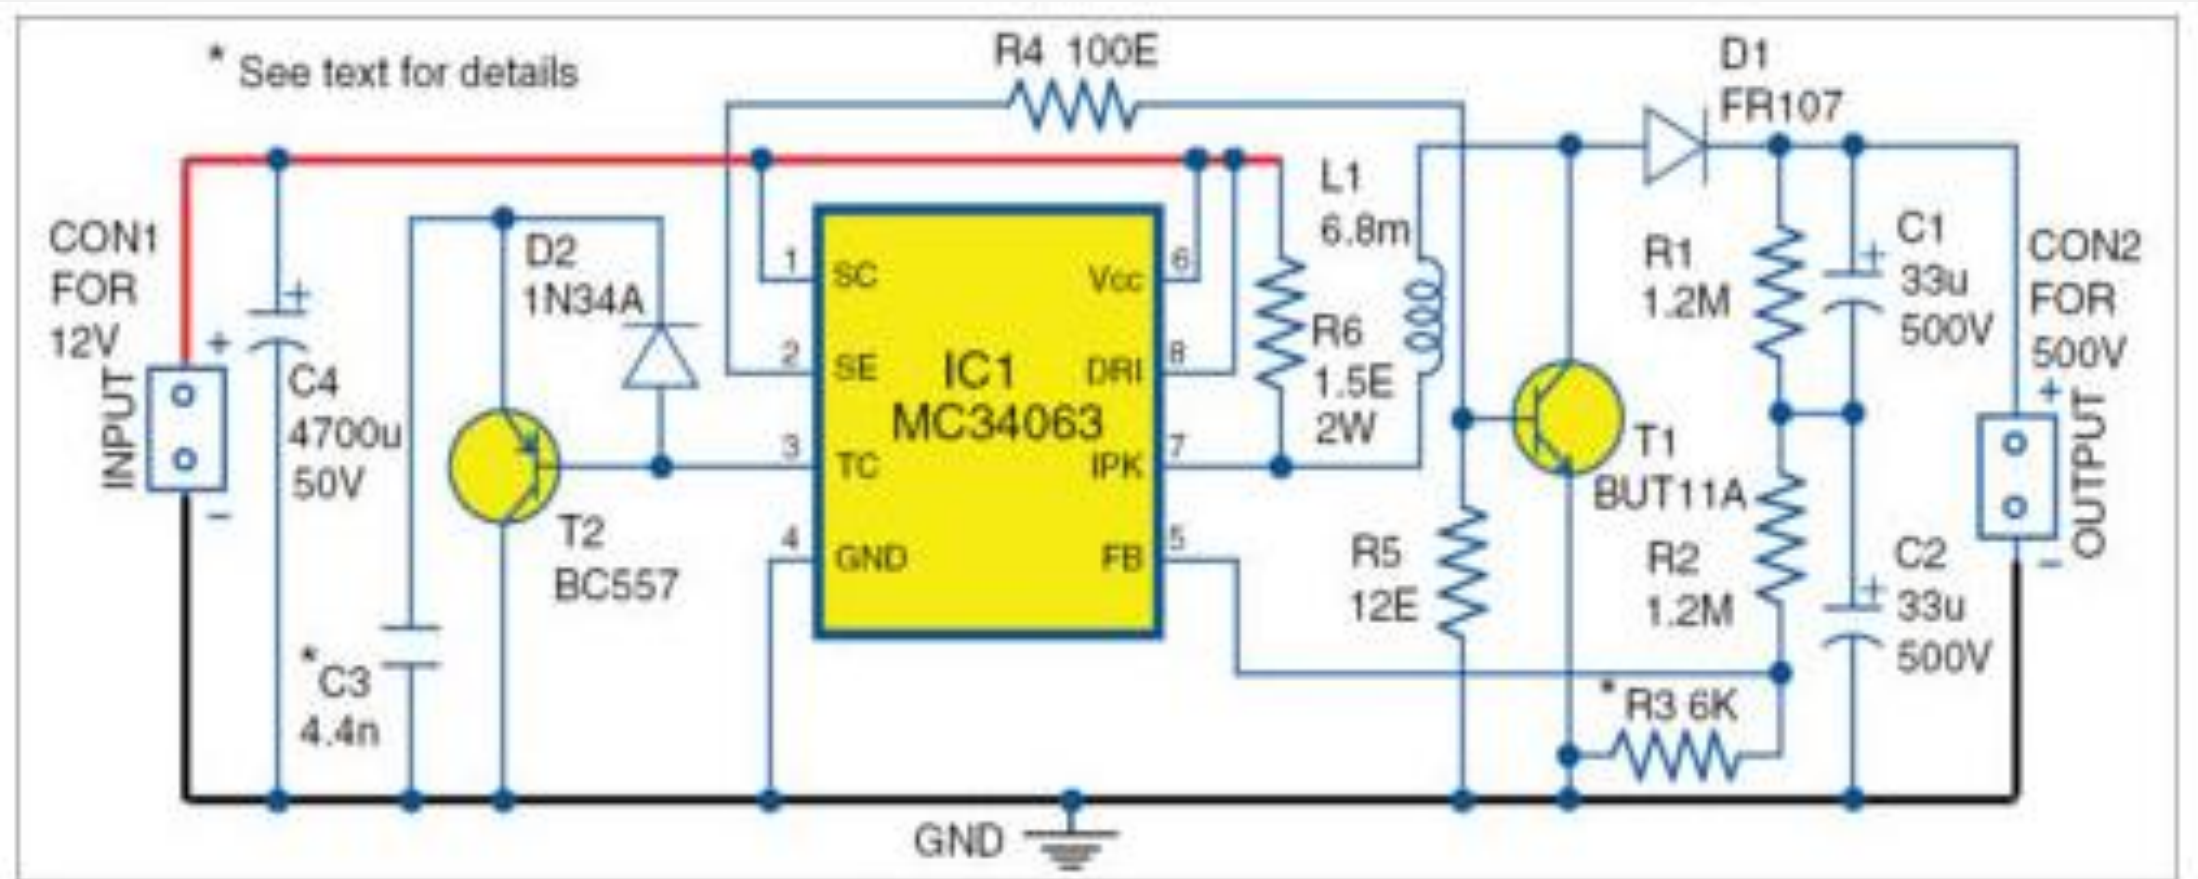 * See text for details
R4 100E
D1
FR107
CON1
FOR
12V
INPUT
+
−
+
C4
4700u
50V
D2
1N34A
T2
BC557
*C3
4.4n
1
SC
2
SE
3
TC
4
GND
IC1
MC34063
6
Vcc
8
DRI
7
IPK
5
FB
L1
6.8m
R6
1.5E
2W
R5
12E
T1
BUT11A
R1
1.2M
R2
1.2M
*R3 6K
C1
+
33u
500V
C2
+
33u
500V
CON2
FOR
500V
+
OUTPUT
−
GND